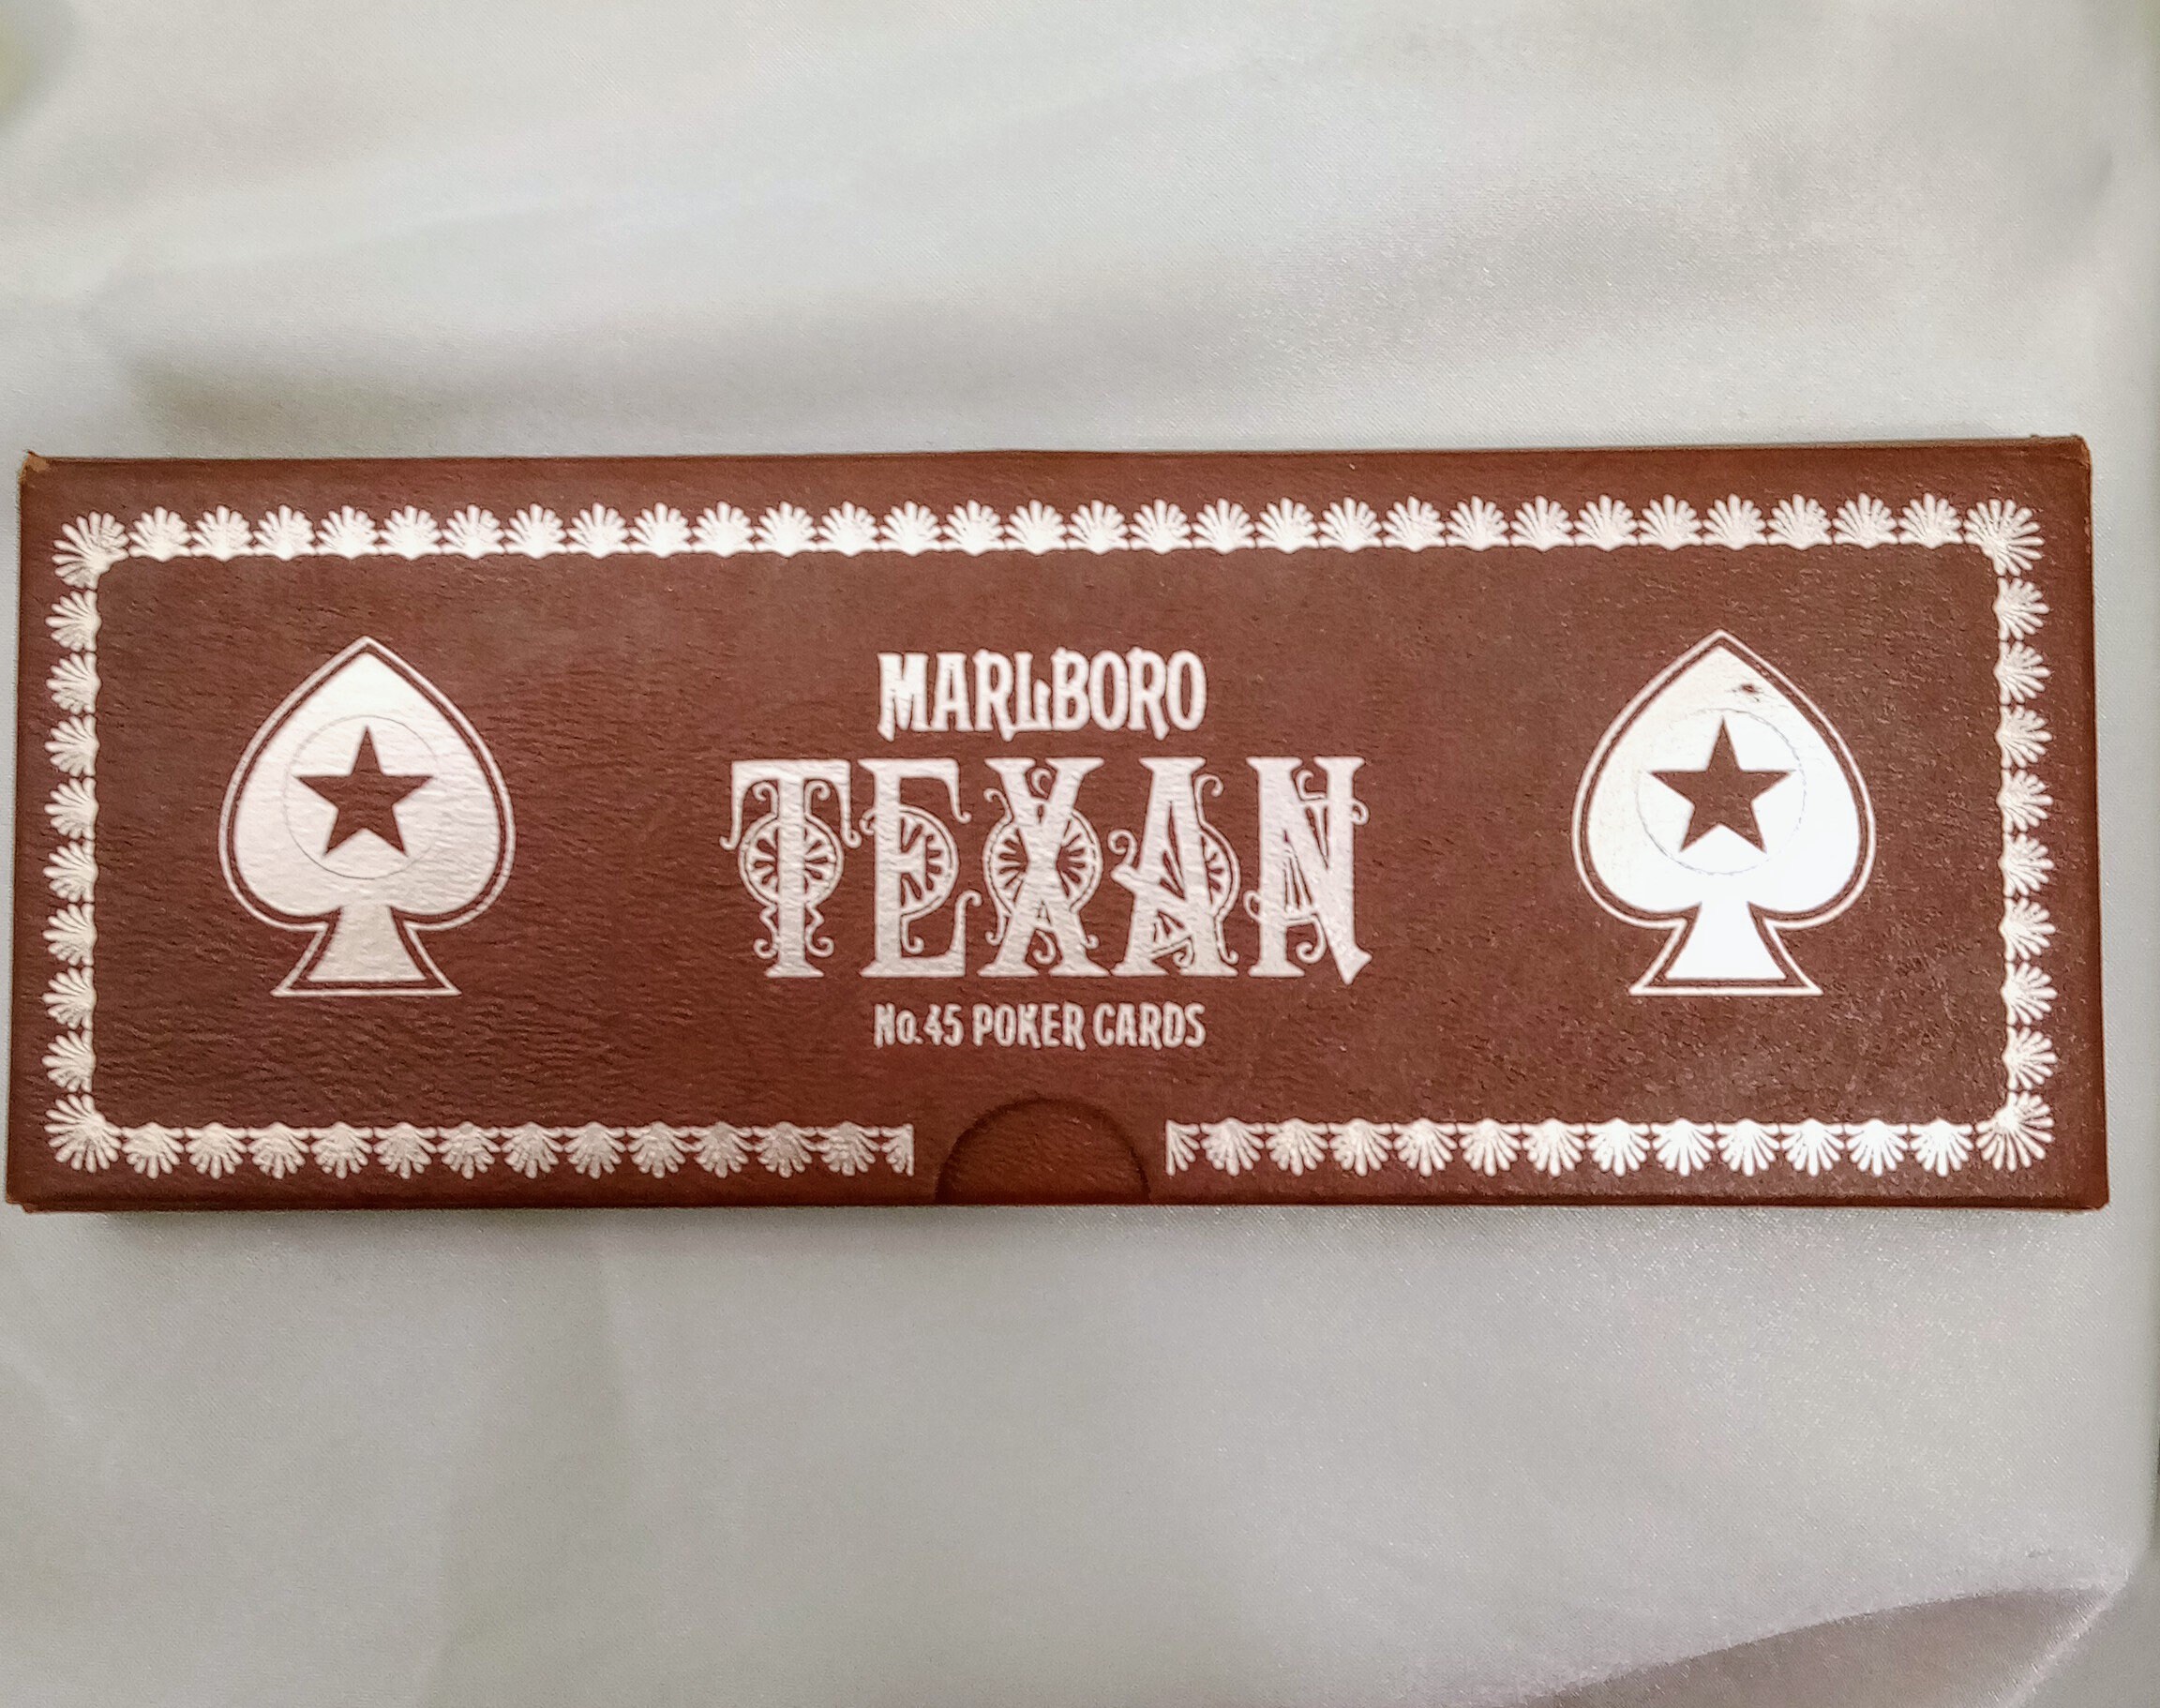 MARLBORO
TEXAN
No.45 POKER CARDS